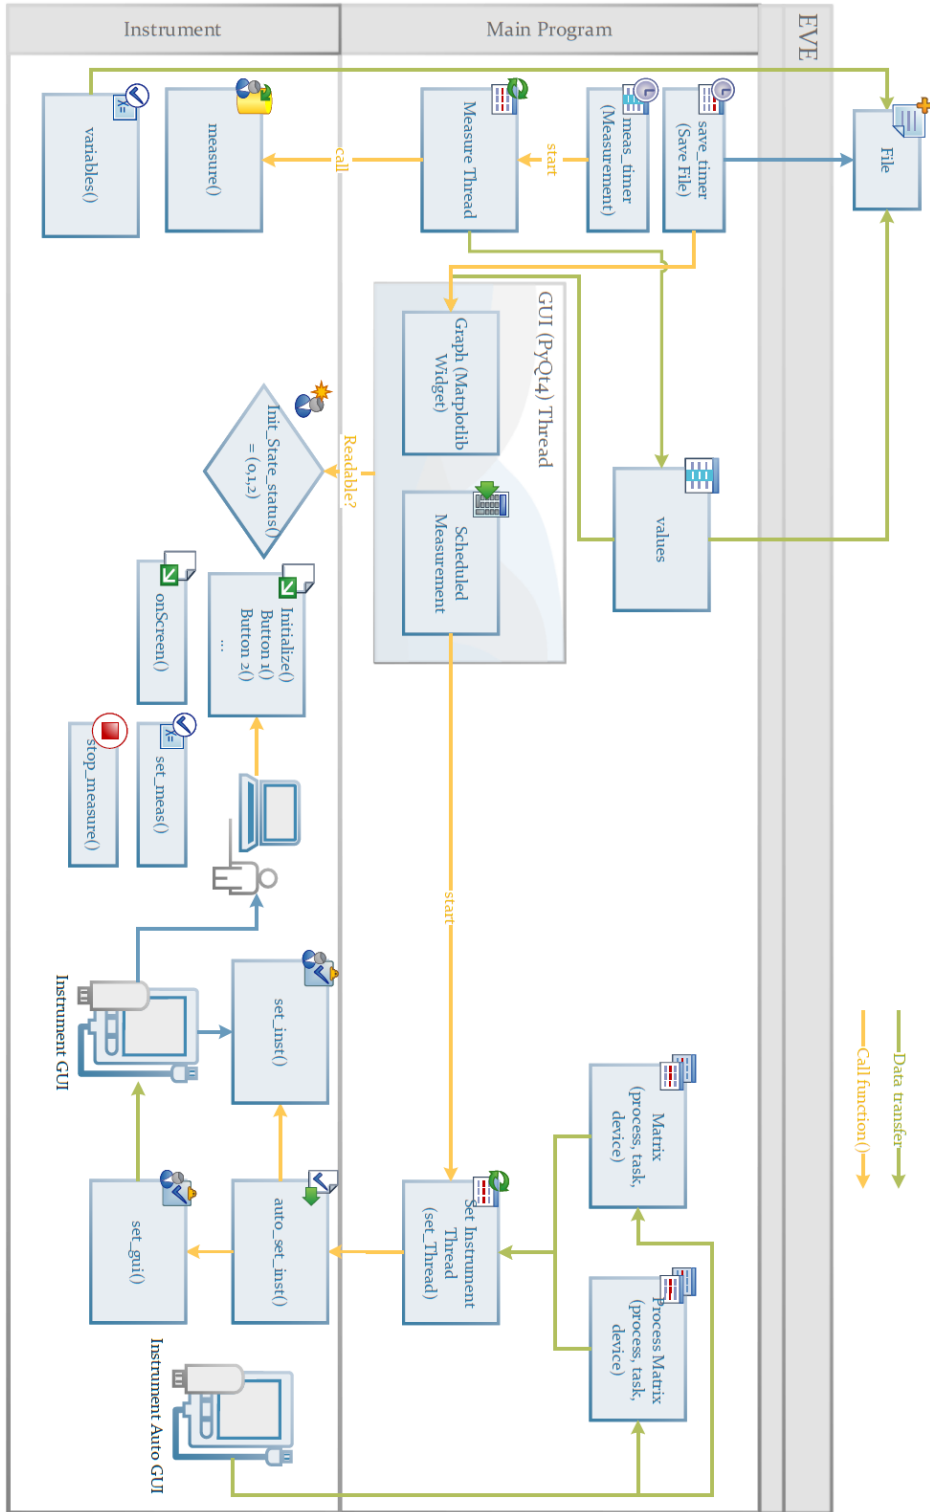 EVE
Main Program
Instrument
File
save_timer
(Save File)
meas_timer
(Measurement)
start
Measure Thread
call
measure()
variables()
GUI (PyQt4) Thread
Graph (Matplotlib
Widget)
Scheduled
Measurement
values
Readable?
Init_State_status()
= (0,1,2)
Initialize()
Button 1()
Button 2()
...
onScreen()
set_meas()
stop_measure()
start
Instrument GUI
set_inst()
set_gui()
auto_set_inst()
Set Instrument
Thread
(set_Thread)
Matrix
(process, task,
device)
Process Matrix
(process, task,
device)
Instrument Auto GUI
Data transfer
Call function()